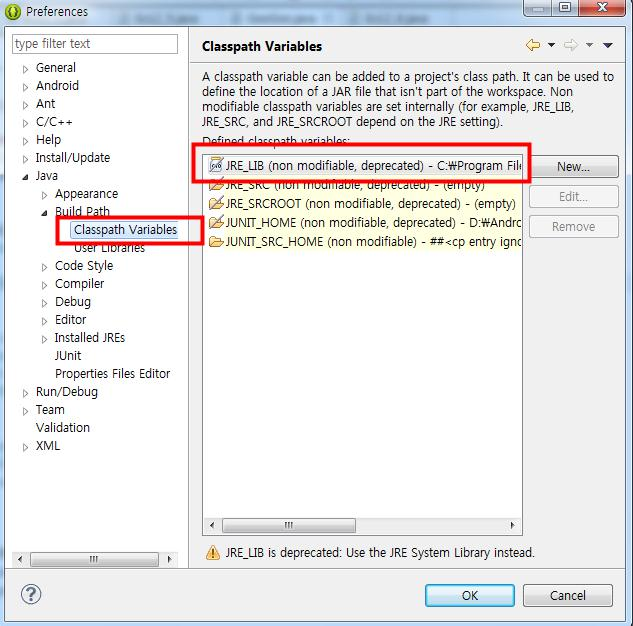 Preferences
type filter text
General
Android
Ant
C/C++
Help
Install/Update
Java
Appearance
Build Path
Classpath Variables
User Libraries
Code Style
Compiler
Debug
Editor
Installed JREs
JUnit
Properties Files Editor
Run/Debug
Team
Validation
XML
Classpath Variables
A classpath variable can be added to a project's class path. It can be used to
define the location of a JAR file that isn't part of the workspace. Non
modifiable classpath variables are set internally (for example, JRE_LIB,
JRE_SRC, and JRE_SRCROOT depend on the JRE setting).
Defined classpath variables:
JRE_LIB (non modifiable, deprecated) - C:₩Program File
JRE_SRC (non modifiable, deprecated) - (empty)
JRE_SRCROOT (non modifiable, deprecated) - (empty)
JUNIT_HOME (non modifiable, deprecated) - D:₩Andro
JUNIT_SRC_HOME (non modifiable) - ##<cp entry igno
New...
Edit...
Remove
JRE_LIB is deprecated: Use the JRE System Library instead.
OK
Cancel